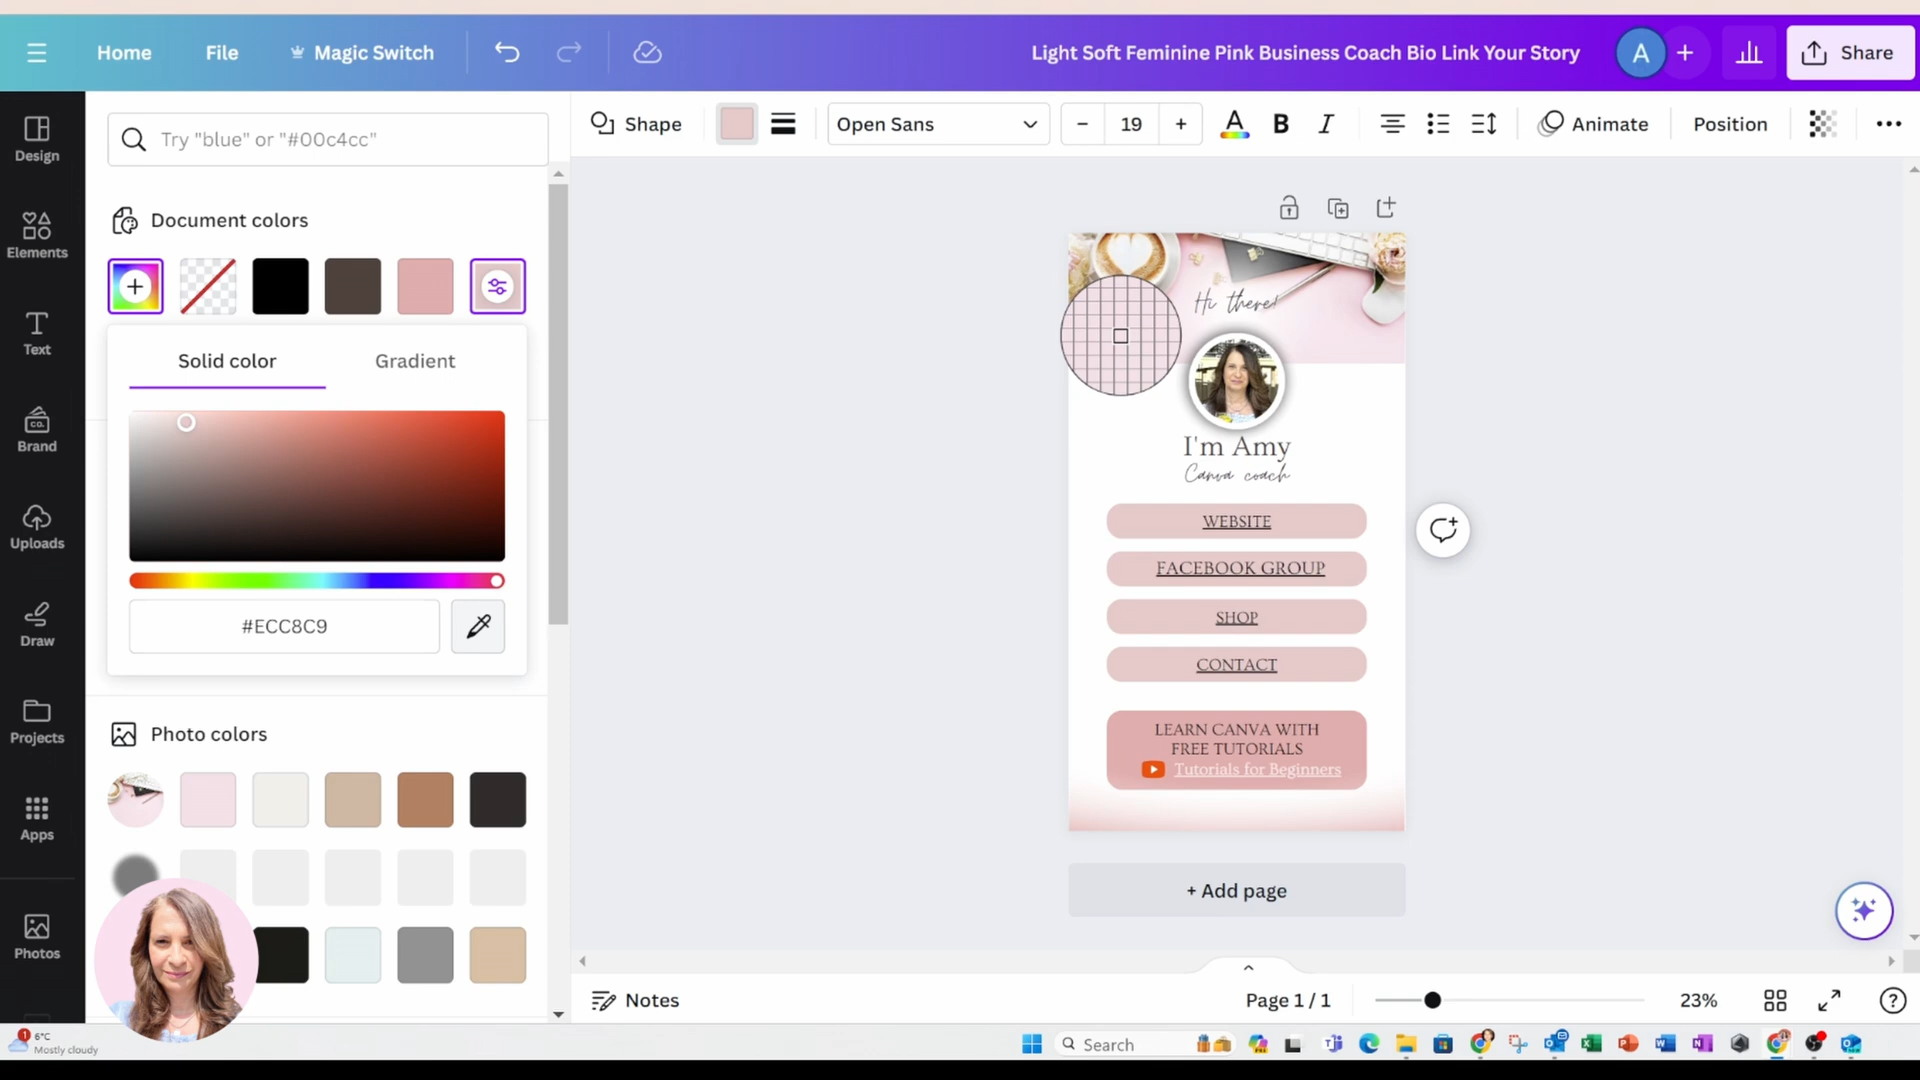 Home
File
Magic Switch
Light Soft Feminine Pink Business Coach Bio Link Your Story
A
Share
Design
Elements
Text
Brand
Uploads
Draw
Projects
Apps
Photos
Try "blue" or "#00c4cc"
Document colors
Solid color
Gradient
#ECC8C9
Photo colors
Shape
Open Sans
19
A
B
I
Animate
Position
Hi there!
I'm Amy
Canva coach
WEBSITE
FACEBOOK GROUP
SHOP
CONTACT
LEARN CANVA WITH
FREE TUTORIALS
Tutorials for Beginners
+ Add page
Notes
Page 1 / 1
23%
1
6°C
Mostly cloudy
Search